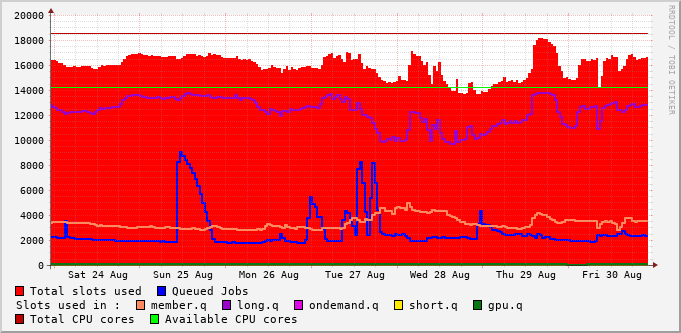 20000
18000
16000
14000
12000
10000
8000
6000
4000
2000
0
Sat 24 Aug Sun 25 Aug Mon 26 Aug Tue 27 Aug Wed 28 Aug Thu 29 Aug Fri 30 Aug
Total slots used Queued Jobs
Slots used in : member.q long.q ondemand.q short.q gpu.q
Total CPU cores Available CPU cores
RRDTOOL / TOBI OETIKER